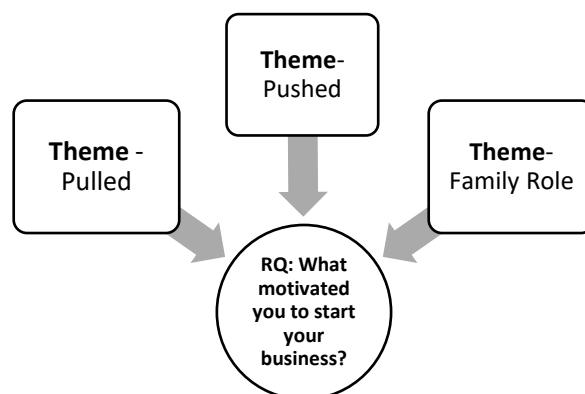 Theme-
Pushed
Theme -
Pulled
Theme-
Family Role
RQ: What
motivated
you to start
your
business?